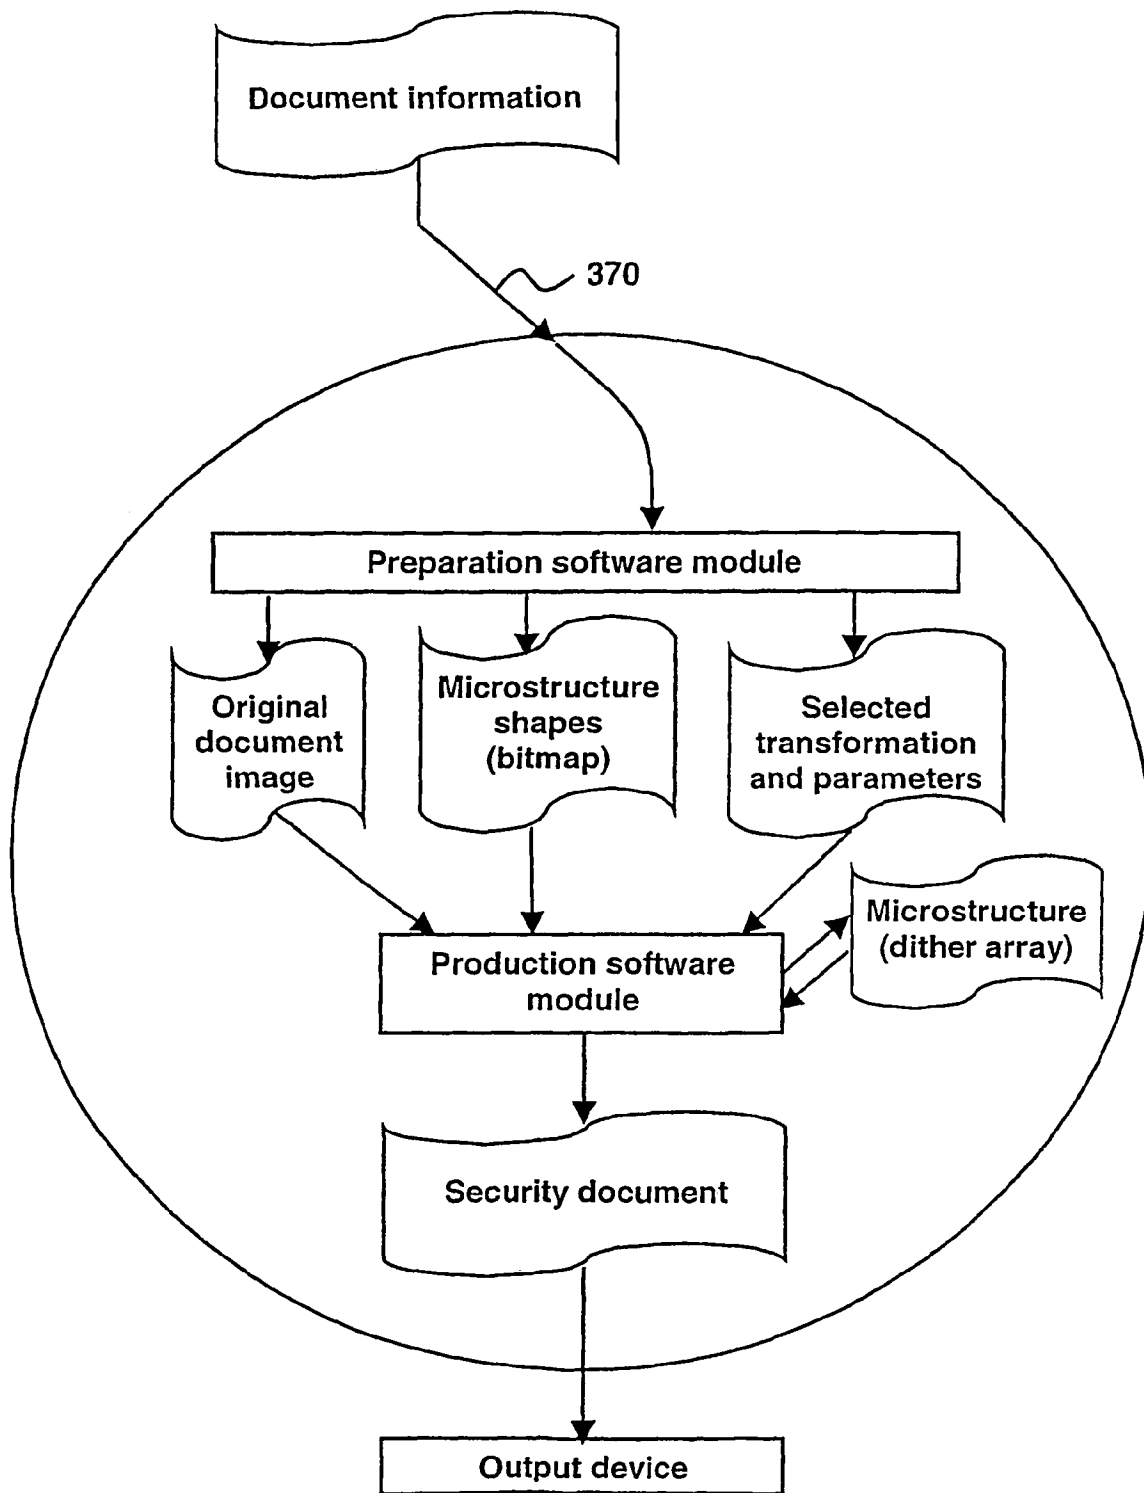 Document information
370
Preparation software module
Original
document
image
Microstructure
shapes
(bitmap)
Selected
transformation
and parameters
Microstructure
(dither array)
Production software
module
Security document
Output device